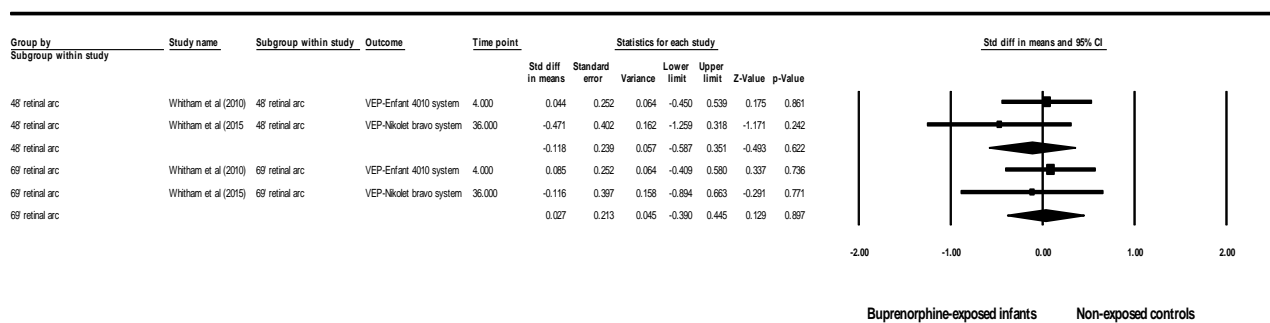 Group by Study name Subgroup within study Outcome Time point Statistics for each study Std diff in means and 95% CI
Subgroup within study
Std diff Standard Lower Upper
in means error Variance limit limit Z-Value p-Value
48' retinal arc Whitham et al (2010) 48' retinal arc VEP-Enfant 4010 system 4.000 0.044 0.252 0.064 -0.450 0.539 0.175 0.861
48' retinal arc Whitham et al (2015 48' retinal arc VEP-Nikolet bravo system 36.000 -0.471 0.402 0.162 -1.259 0.318 -1.171 0.242
48' retinal arc -0.118 0.239 0.057 -0.587 0.351 -0.493 0.622
69' retinal arc Whitham et al (2010) 69' retinal arc VEP-Enfant 4010 system 4.000 0.085 0.252 0.064 -0.409 0.580 0.337 0.736
69' retinal arc Whitham et al (2015) 69' retinal arc VEP-Nikolet bravo system 36.000 -0.116 0.397 0.158 -0.894 0.663 -0.291 0.771
69' retinal arc 0.027 0.213 0.045 -0.390 0.445 0.129 0.897
-2.00 -1.00 0.00 1.00 2.00
Buprenorphine-exposed infants Non-exposed controls